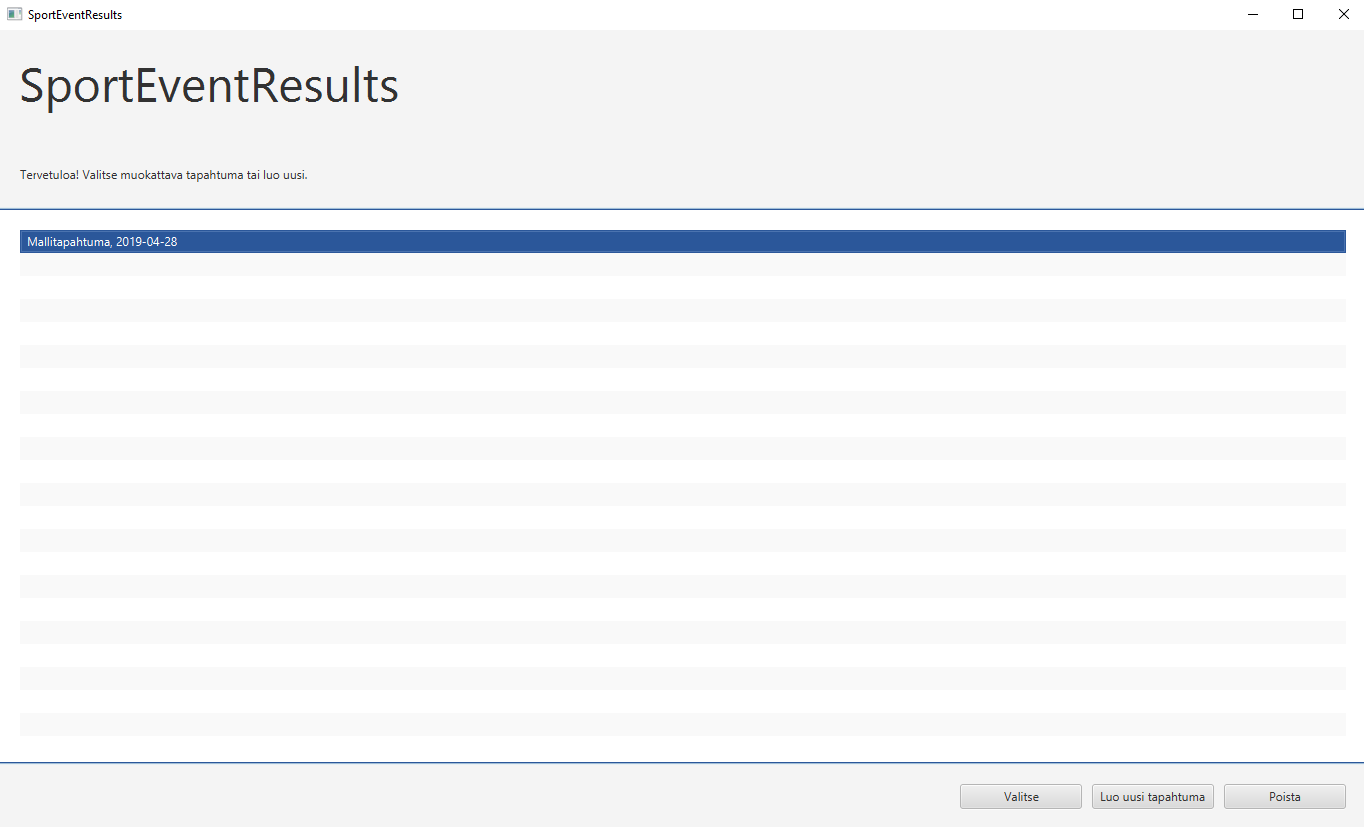 SportEventResults
SportEventResults
Tervetuloa! Valitse muokattava tapahtuma tai luo uusi.
Mallitapahtuma, 2019-04-28
Valitse
Luo uusi tapahtuma
Poista